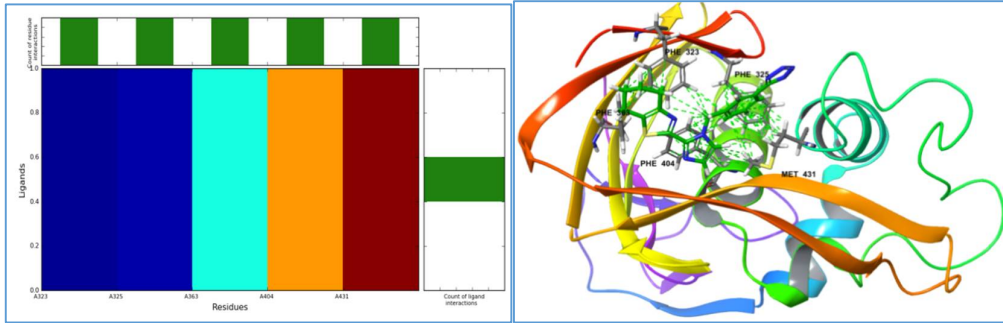 Count of residue
interactions
Ligands
1.0
0.8
0.6
0.4
0.2
0.0
A323
A325
A363
A404
A431
Residues
Count of ligand
interactions
PHE 323
PHE 325
PHE
PHE 404
MET 431